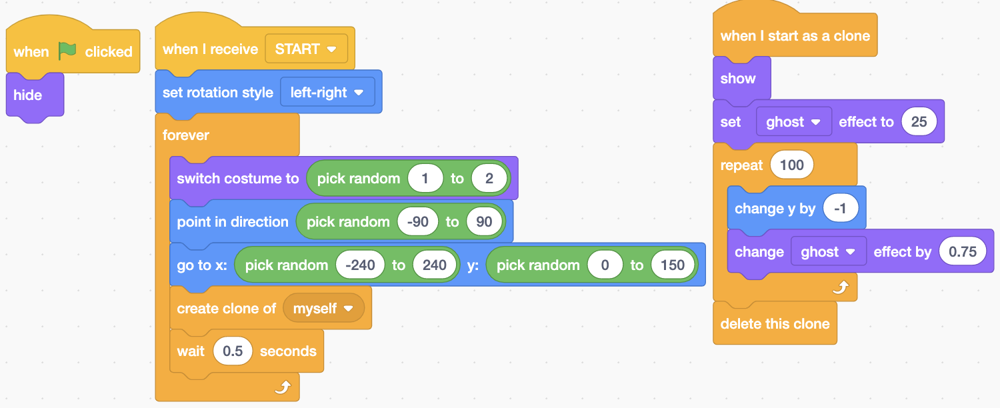 when clicked
hide
when I receive START
set rotation style left-right
forever
switch costume to pick random 1 to 2
point in direction pick random -90 to 90
go to x: pick random -240 to 240 y: pick random 0 to 150
create clone of myself
wait 0.5 seconds
when I start as a clone
show
set ghost effect to 25
repeat 100
change y by -1
change ghost effect by 0.75
delete this clone